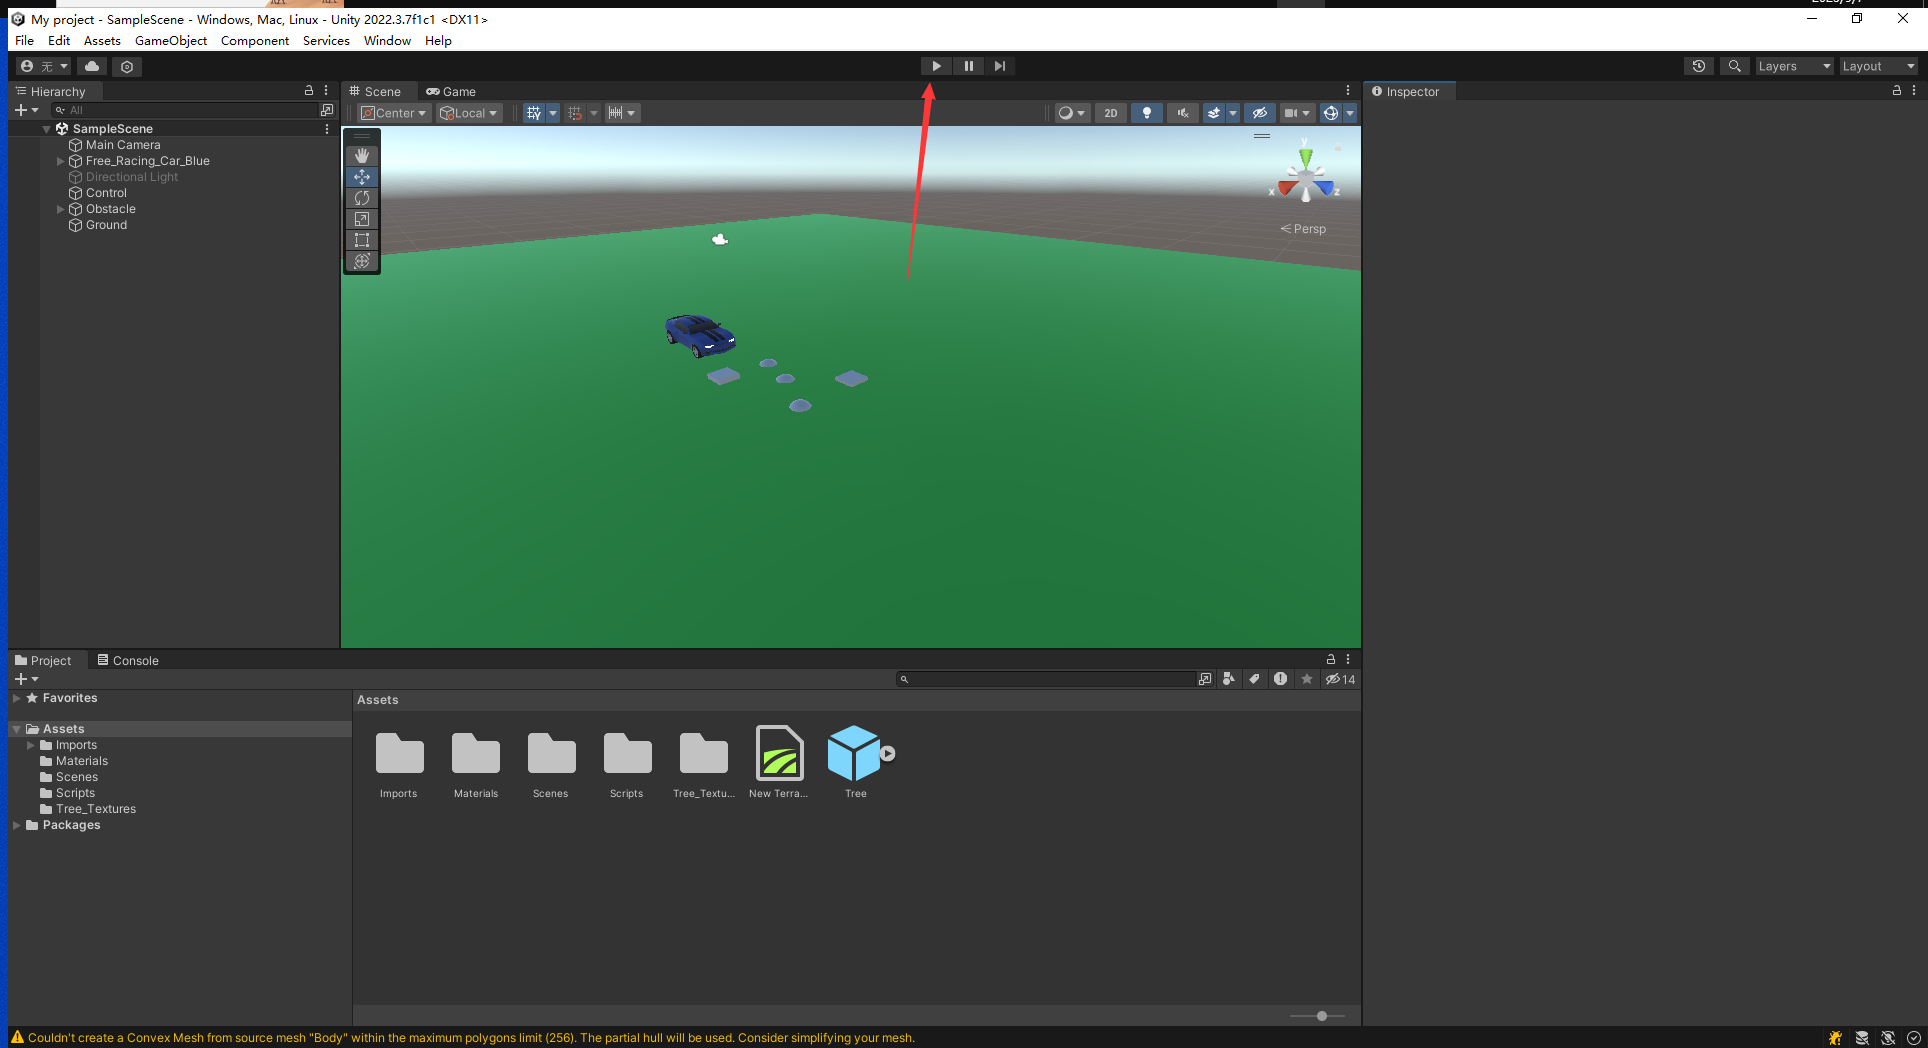 My project - SampleScene - Windows, Mac, Linux - Unity 2022.3.7f1c1 <DX11>
File Edit Assets GameObject Component Services Window Help
无
Layers
Layout
Hierarchy
Scene
Game
Inspector
All
Center
Local
2D
SampleScene
Main Camera
Free_Racing_Car_Blue
Directional Light
Control
Obstacle
Ground
y
x
z
Persp
Project
Console
14
Favorites
Assets
Imports
Materials
Scenes
Scripts
Tree_Textures
Packages
Assets
Imports
Materials
Scenes
Scripts
Tree_Textu...
New Terra...
Tree
Couldn't create a Convex Mesh from source mesh "Body" within the maximum polygons limit (256). The partial hull will be used. Consider simplifying your mesh.